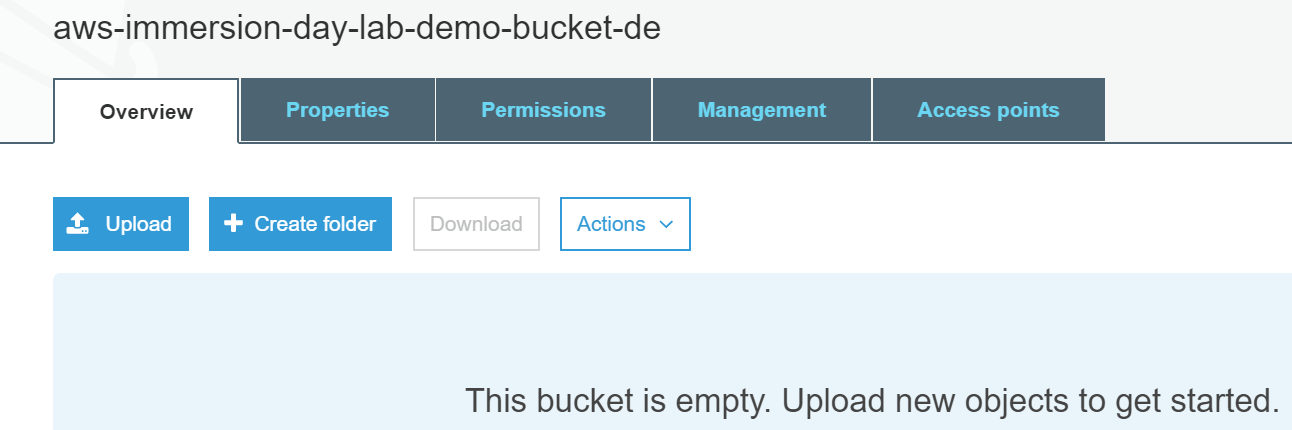 aws-immersion-day-lab-demo-bucket-de
Overview Properties Permissions Management Access points
Upload Create folder Download Actions
This bucket is empty. Upload new objects to get started.